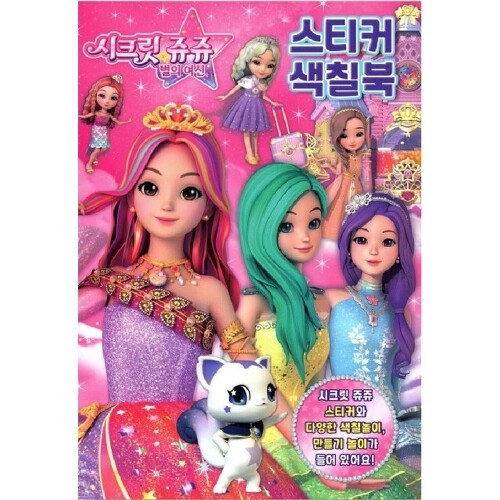 시크릿 쥬쥬
별의 여신
스티커
색칠북
시크릿 쥬쥬
스티커와
다양한 색칠놀이,
만들기 놀이가
들어 있어요!